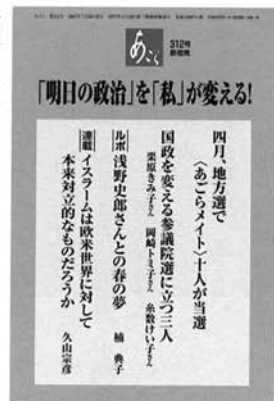 あごら
312号
新発売
「明日の政治」を「私」が変える!
四月、地方選で
〈あごらメイト〉十人が当選
国政を変える参議院選に立つ三人
栗原きみ子さん 岡崎トミ子さん 糸数けい子さん
ルポ 浅野史郎さんとの春の夢
楠 典子
連載 イスラームは欧米世界に対して
本来対立的なものだろうか
久山宗彦